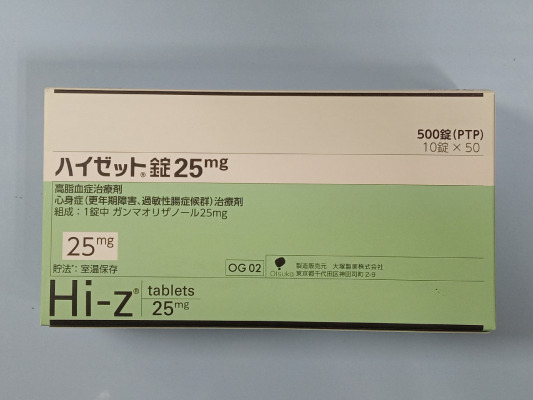 500錠(PTP)
10錠×50
ハイゼット®錠25mg
高脂血症治療剤
心身症(更年期障害、過敏性腸症候群)治療剤
組成:1錠中 ガンマオリザノール25mg
25mg
貯法:室温保存
OG 02
Otsuka
製造販売元 大塚製薬株式会社
東京都千代田区神田司町2-9
Hi-z®
tablets
25mg